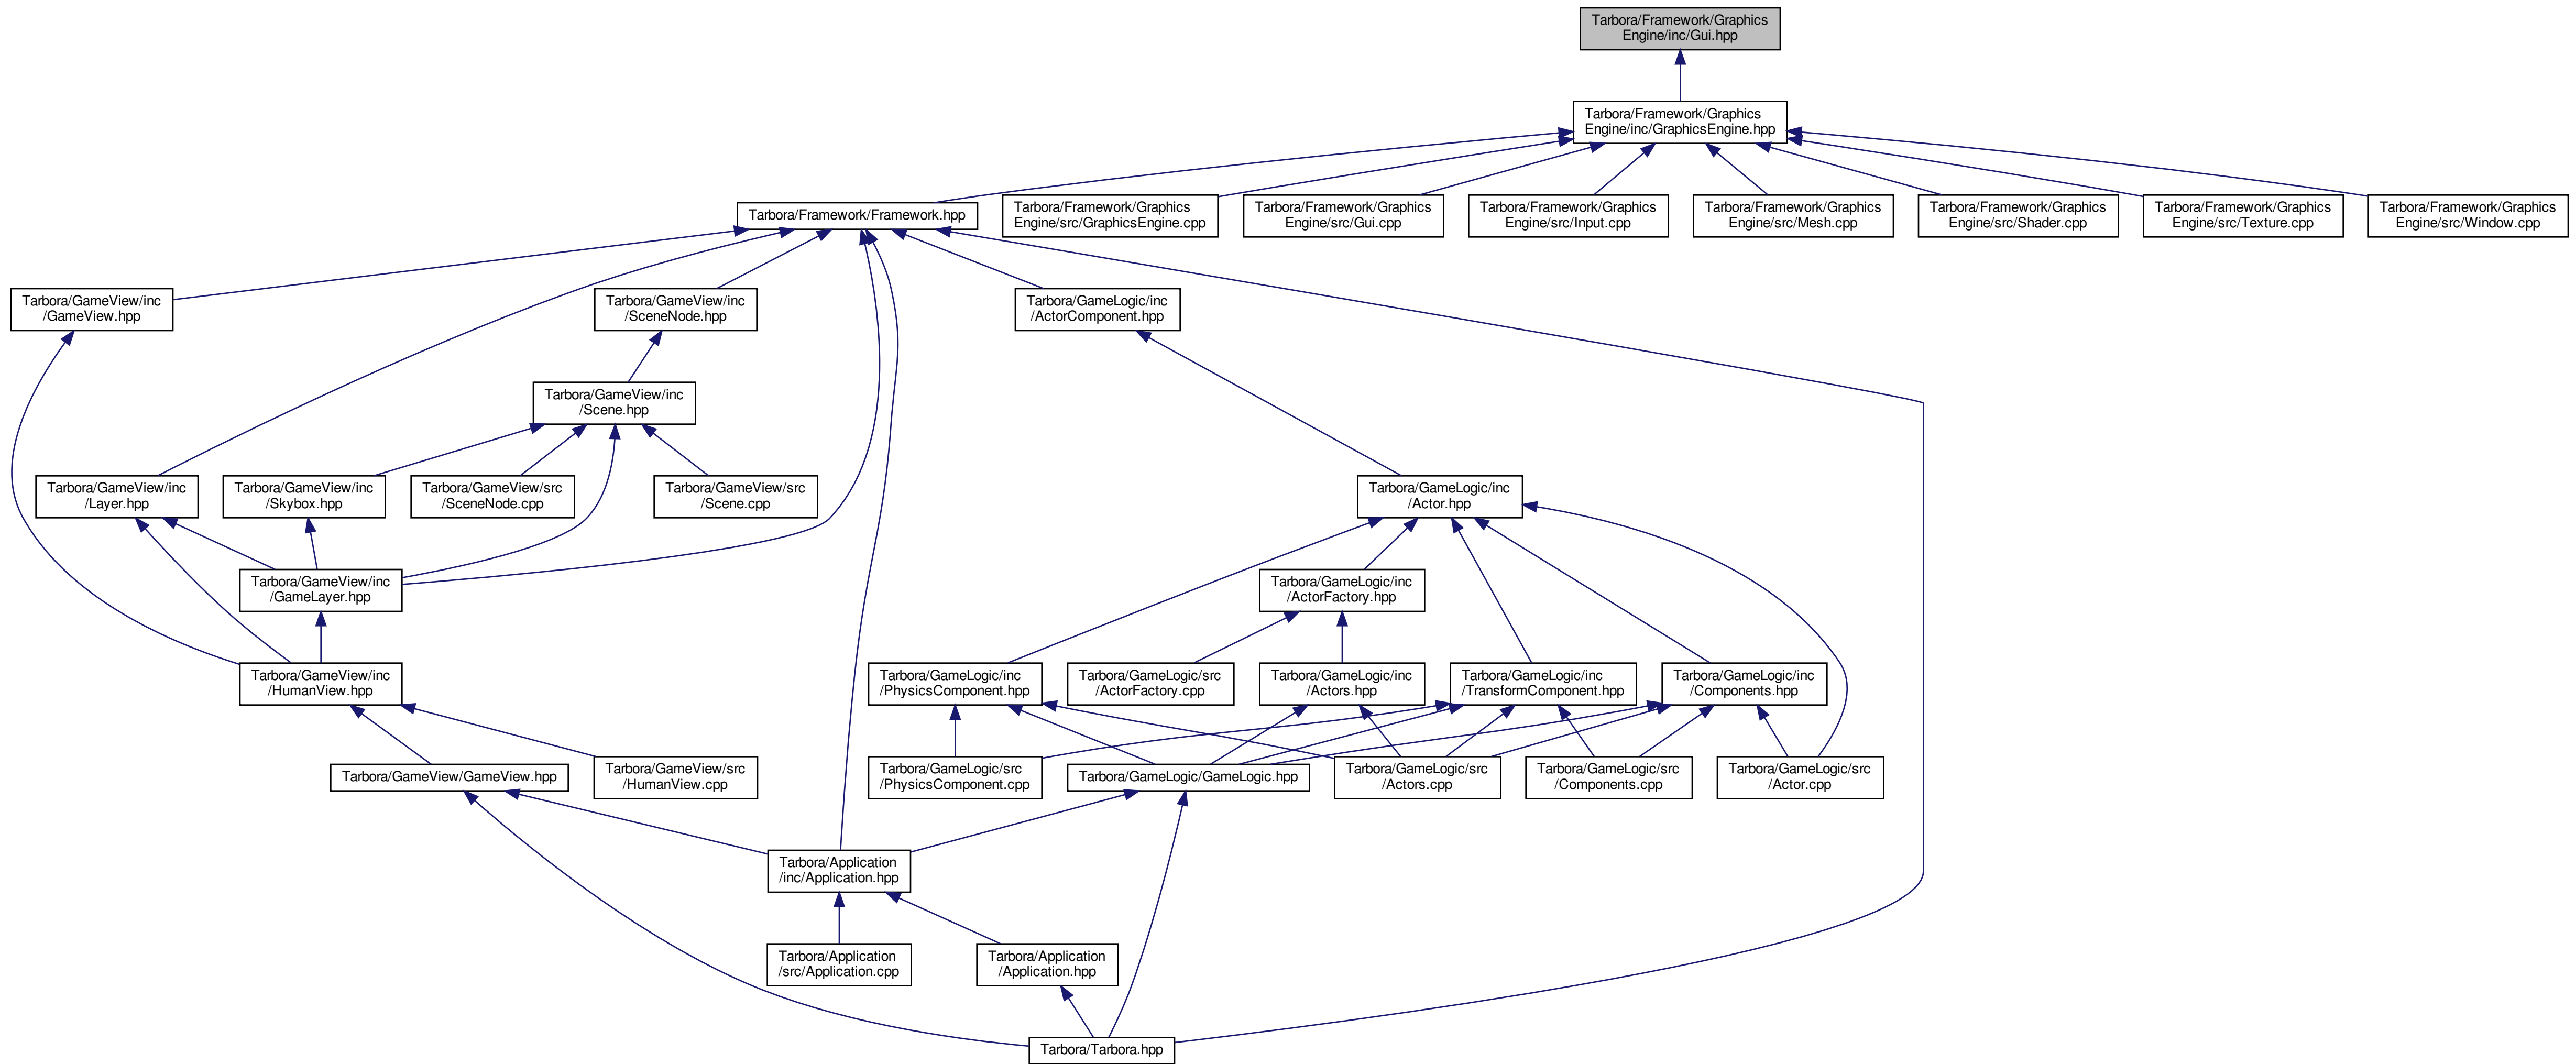 Tarbora/Framework/Graphics
Engine/inc/Gui.hpp
Tarbora/Framework/Graphics
Engine/inc/GraphicsEngine.hpp
Tarbora/Framework/Framework.hpp
Tarbora/Framework/Graphics
Engine/src/GraphicsEngine.cpp
Tarbora/Framework/Graphics
Engine/src/Gui.cpp
Tarbora/Framework/Graphics
Engine/src/Input.cpp
Tarbora/Framework/Graphics
Engine/src/Mesh.cpp
Tarbora/Framework/Graphics
Engine/src/Shader.cpp
Tarbora/Framework/Graphics
Engine/src/Texture.cpp
Tarbora/Framework/Graphics
Engine/src/Window.cpp
Tarbora/GameView/inc
/GameView.hpp
Tarbora/GameView/inc
/SceneNode.hpp
Tarbora/GameLogic/inc
/ActorComponent.hpp
Tarbora/GameView/inc
/Scene.hpp
Tarbora/GameView/inc
/Layer.hpp
Tarbora/GameView/inc
/Skybox.hpp
Tarbora/GameView/src
/SceneNode.cpp
Tarbora/GameView/src
/Scene.cpp
Tarbora/GameLogic/inc
/Actor.hpp
Tarbora/GameView/inc
/GameLayer.hpp
Tarbora/GameLogic/inc
/ActorFactory.hpp
Tarbora/GameView/inc
/HumanView.hpp
Tarbora/GameLogic/inc
/PhysicsComponent.hpp
Tarbora/GameLogic/src
/ActorFactory.cpp
Tarbora/GameLogic/inc
/Actors.hpp
Tarbora/GameLogic/inc
/TransformComponent.hpp
Tarbora/GameLogic/inc
/Components.hpp
Tarbora/GameView/GameView.hpp
Tarbora/GameView/src
/HumanView.cpp
Tarbora/GameLogic/src
/PhysicsComponent.cpp
Tarbora/GameLogic/GameLogic.hpp
Tarbora/GameLogic/src
/Actors.cpp
Tarbora/GameLogic/src
/Components.cpp
Tarbora/GameLogic/src
/Actor.cpp
Tarbora/Application
/inc/Application.hpp
Tarbora/Application
/src/Application.cpp
Tarbora/Application
/Application.hpp
Tarbora/Tarbora.hpp